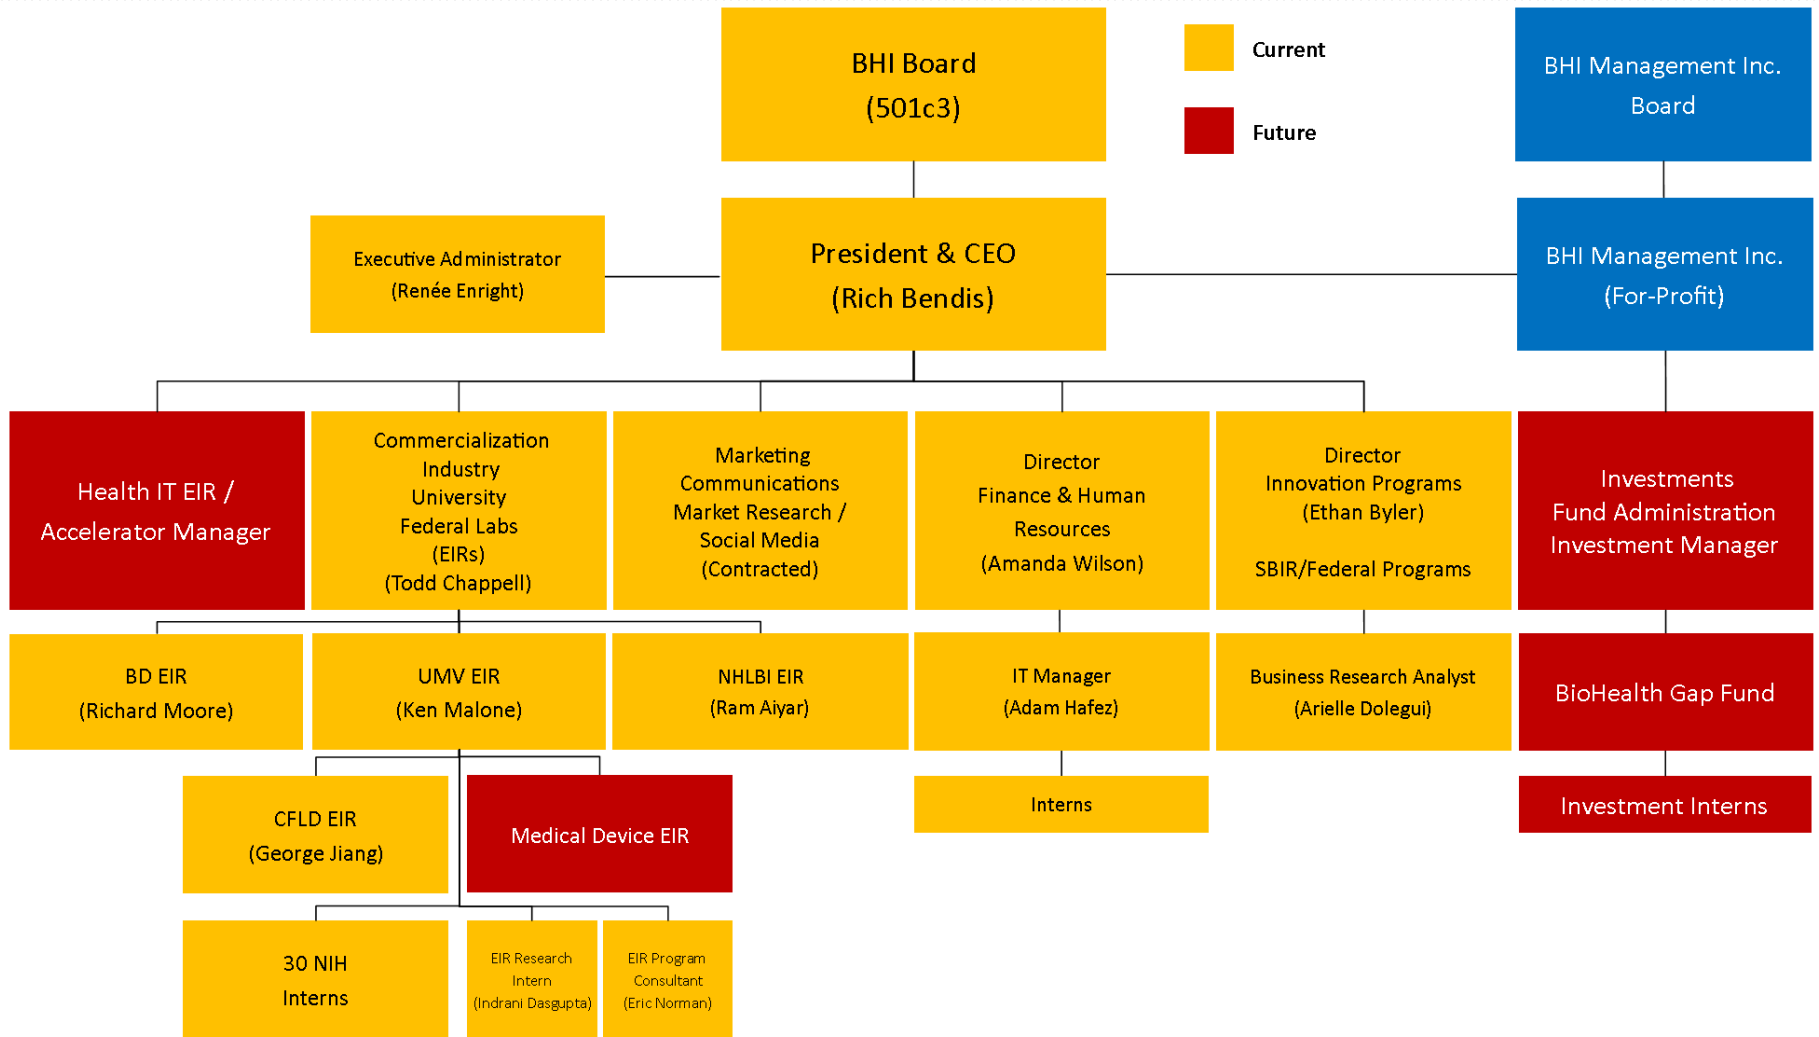 BHI Board
(501c3)
Current
Future
BHI Management Inc.
Board
Executive Administrator
(Renée Enright)
President & CEO
(Rich Bendis)
BHI Management Inc.
(For-Profit)
Health IT EIR /
Accelerator Manager
Commercialization
Industry
University
Federal Labs
(EIRs)
(Todd Chappell)
Marketing
Communications
Market Research /
Social Media
(Contracted)
Director
Finance & Human
Resources
(Amanda Wilson)
Director
Innovation Programs
(Ethan Byler)
SBIR/Federal Programs
Investments
Fund Administration
Investment Manager
BD EIR
(Richard Moore)
UMV EIR
(Ken Malone)
NHLBI EIR
(Ram Aiyar)
IT Manager
(Adam Hafez)
Business Research Analyst
(Arielle Dolegui)
BioHealth Gap Fund
CFLD EIR
(George Jiang)
Medical Device EIR
Interns
Investment Interns
30 NIH
Interns
EIR Research
Intern
(Indrani Dasgupta)
EIR Program
Consultant
(Eric Norman)